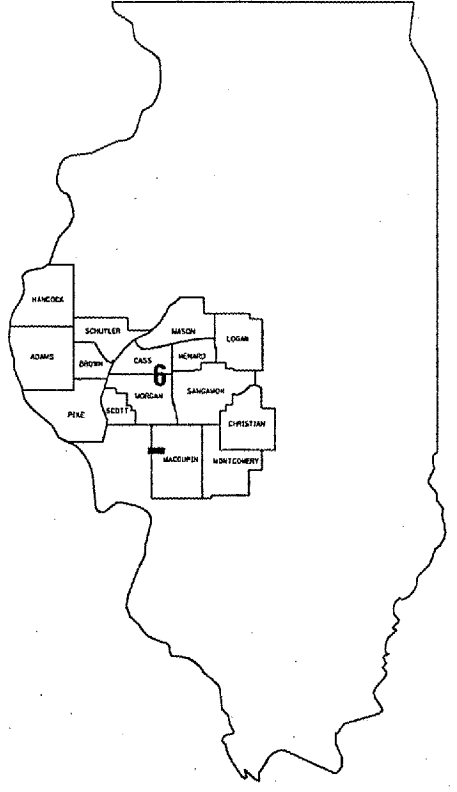 HANCOCK
SCHUYLER
MASON
LOGAN
ADAMS
BROWN
CASS
MENARD
6
MORGAN
SANGAMON
PIKE
SCOTT
CHRISTIAN
MACOUPIN
MONTGOMERY